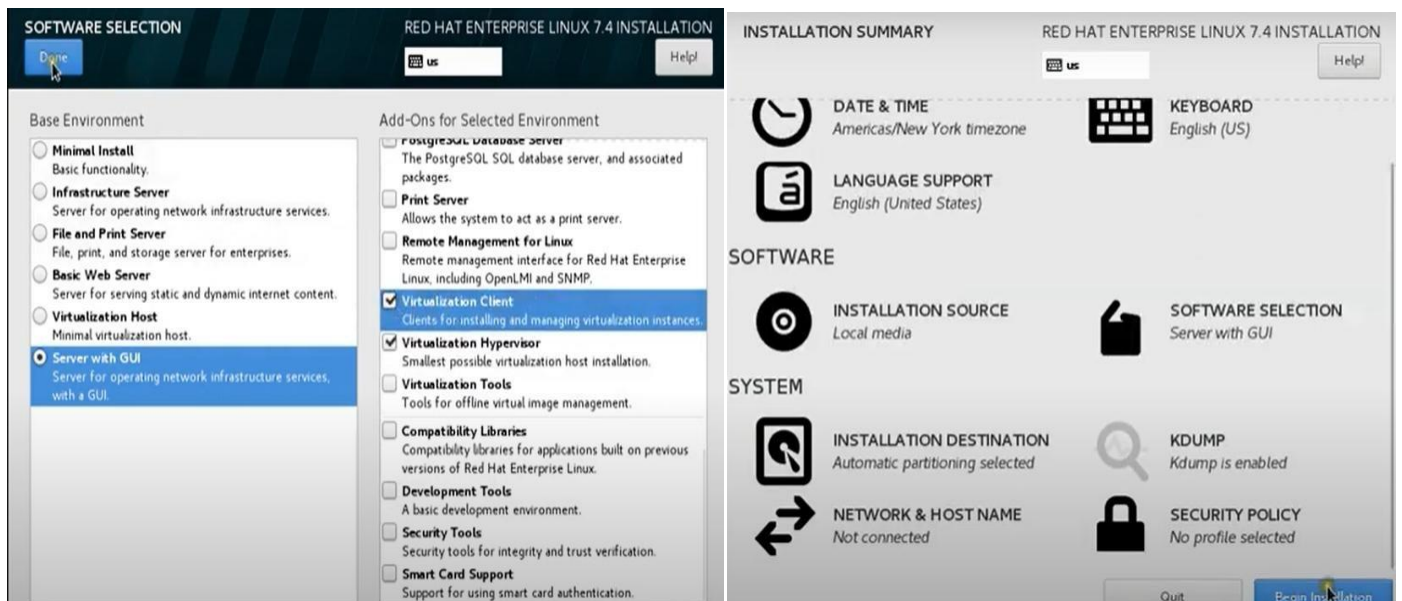 SOFTWARE SELECTION
RED HAT ENTERPRISE LINUX 7.4 INSTALLATION
Done
us
Help!
Base Environment
Minimal Install
Basic functionality.
Infrastructure Server
Server for operating network infrastructure services.
File and Print Server
File, print, and storage server for enterprises.
Basic Web Server
Server for serving static and dynamic internet content.
Virtualization Host
Minimal virtualization host.
Server with GUI
Server for operating network infrastructure services,
with a GUI.
Add-Ons for Selected Environment
PostgreSQL Database Server
The PostgreSQL SQL database server, and associated
packages.
Print Server
Allows the system to act as a print server.
Remote Management for Linux
Remote management interface for Red Hat Enterprise
Linux, including OpenLMI and SNMP.
Virtualization Client
Clients for installing and managing virtualization instances.
Virtualization Hypervisor
Smallest possible virtualization host installation.
Virtualization Tools
Tools for offline virtual image management.
Compatibility Libraries
Compatibility libraries for applications built on previous
versions of Red Hat Enterprise Linux.
Development Tools
A basic development environment.
Security Tools
Security tools for integrity and trust verification.
Smart Card Support
Support for using smart card authentication.
INSTALLATION SUMMARY
RED HAT ENTERPRISE LINUX 7.4 INSTALLATION
us
Help!
DATE & TIME
Americas/New York timezone
KEYBOARD
English (US)
á
LANGUAGE SUPPORT
English (United States)
SOFTWARE
INSTALLATION SOURCE
Local media
SOFTWARE SELECTION
Server with GUI
SYSTEM
INSTALLATION DESTINATION
Automatic partitioning selected
KDUMP
Kdump is enabled
NETWORK & HOST NAME
Not connected
SECURITY POLICY
No profile selected
Quit
Begin Installation